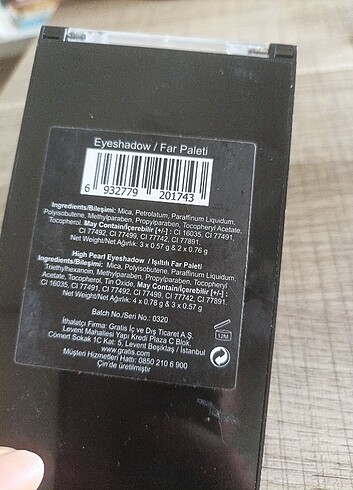 Eyeshadow / Far Paleti
6 932779 201743
Ingredients/Bileşimi: Mica, Petrolatum, Paraffinum Liquidum,
Polyisobutene, Methylparaben, Propylparaben, Tocopheryl Acetate,
Tocopherol. May Contain/İçerebilir [+/-] : CI 16035, CI 77491,
CI 77492, CI 77499, CI 77742, CI 77891.
Net Weight/Net Ağırlık: 3 x 0.57 g & 2 x 0.76 g
High Pearl Eyeshadow / Işıltılı Far Paleti
Ingredients/Bileşimi: Mica, Polyisobutene, Paraffinum Liquidum,
Triethylhexanoin, Methylparaben, Propylparaben, Tocopheryl
Acetate, Tocopherol, Tin Oxide. May Contain/İçerebilir [+/-] :
CI 16035, CI 77491, CI 77499, CI 77742, CI 77891.
Net Weight/Net Ağırlık: 4 x 0.78 g & 3 x 0.57 g
Batch No./Seri No.: 0320
İthalatçı Firma: Gratis İç ve Dış Ticaret A.Ş.
Levent Mahallesi Yapı Kredi Plaza C Blok,
Cömert Sokak 1C Kat: 5, Levent Beşiktaş / İstanbul
www.gratis.com
Müşteri Hizmetleri Hattı: 0850 210 6 900
Çin'de üretilmiştir
12M